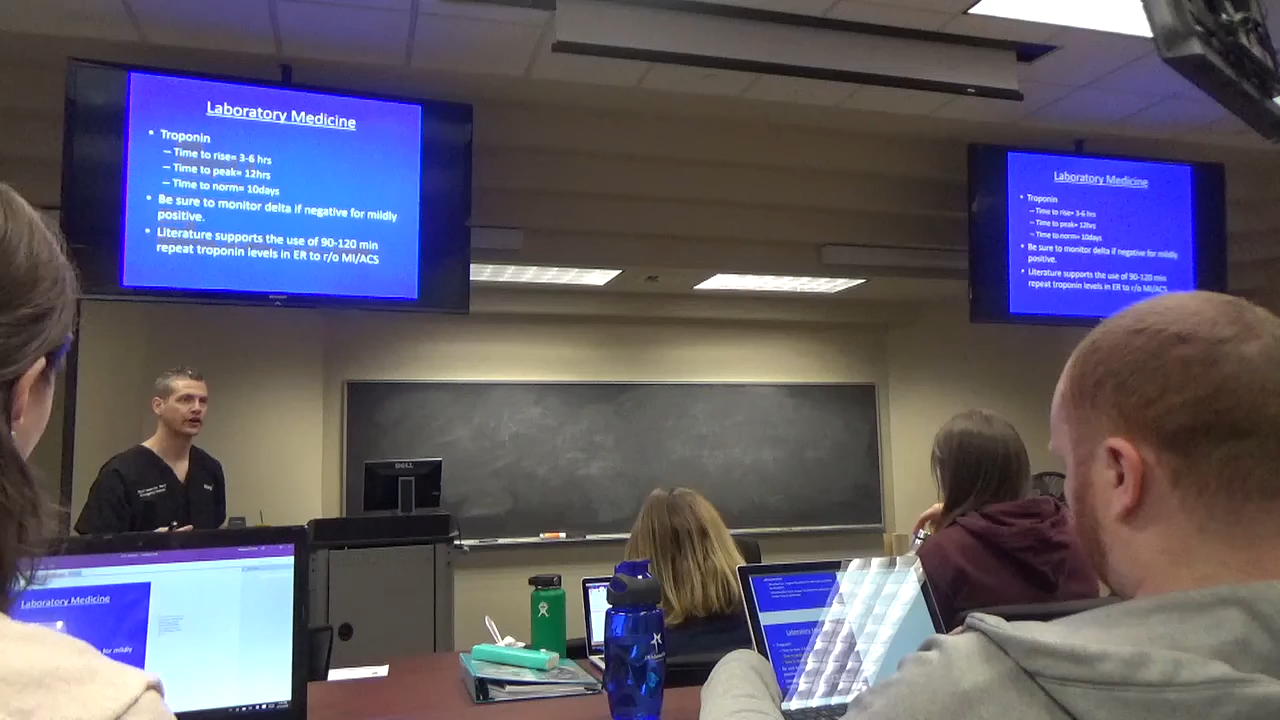 Laboratory Medicine
• Troponin
– Time to rise= 3-6 hrs
– Time to peak= 12hrs
– Time to norm= 10days
• Be sure to monitor delta if negative for mildly
positive.
• Literature supports the use of 90-120 min
repeat troponin levels in ER to r/o MI/ACS
Laboratory Medicine
• Troponin
– Time to rise= 3-6 hrs
– Time to peak= 12hrs
– Time to norm= 10days
• Be sure to monitor delta if negative for mildly
positive.
• Literature supports the use of 90-120 min
repeat troponin levels in ER to r/o MI/ACS
DELL
Laboratory Medicine
for mildly